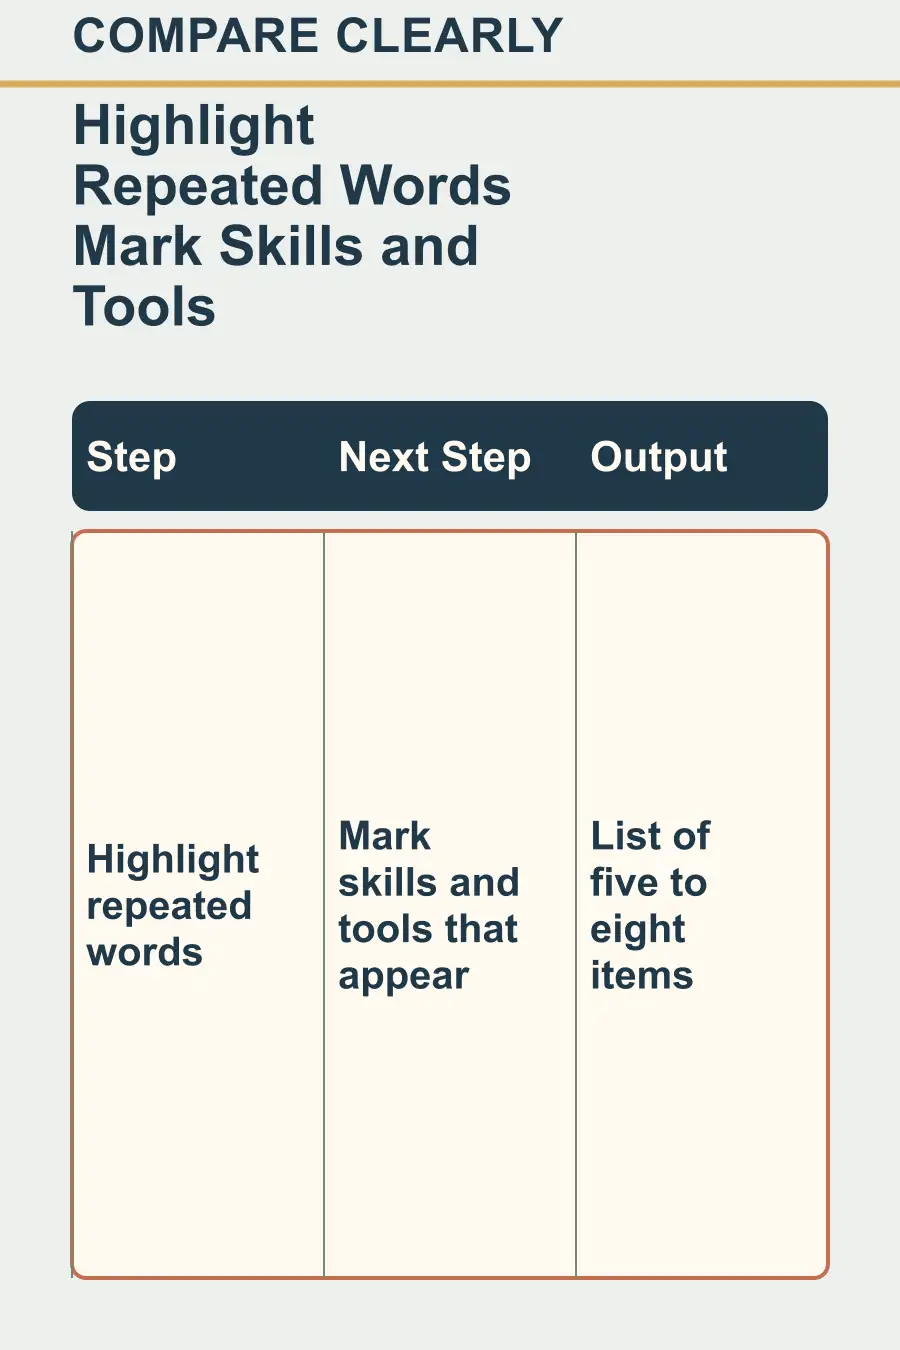 COMPARE CLEARLY
Highlight
Repeated Words
Mark Skills and
Tools
Step
Next Step
Output
Highlight
repeated
words
Mark
skills and
tools that
appear
List of
five to
eight
items